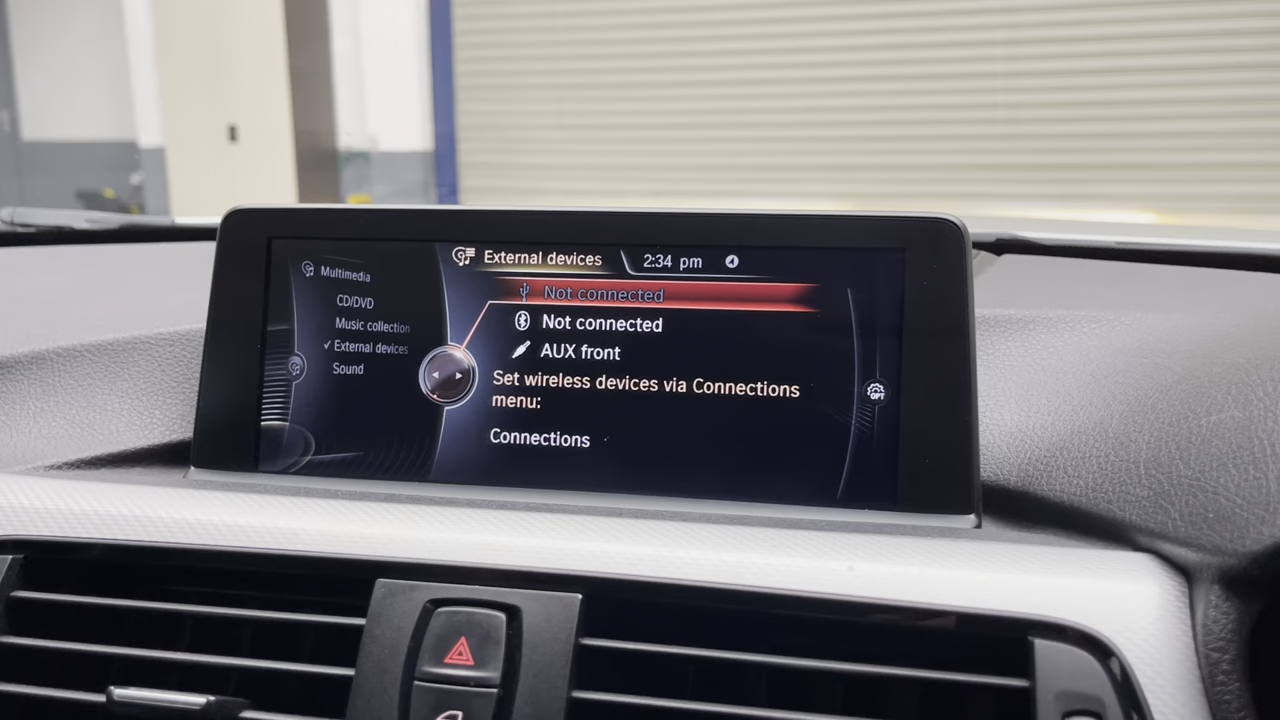 Multimedia
CD/DVD
Music collection
External devices
Sound
External devices
2:34 pm
Not connected
Not connected
AUX front
Set wireless devices via Connections
menu:
Connections
OPT